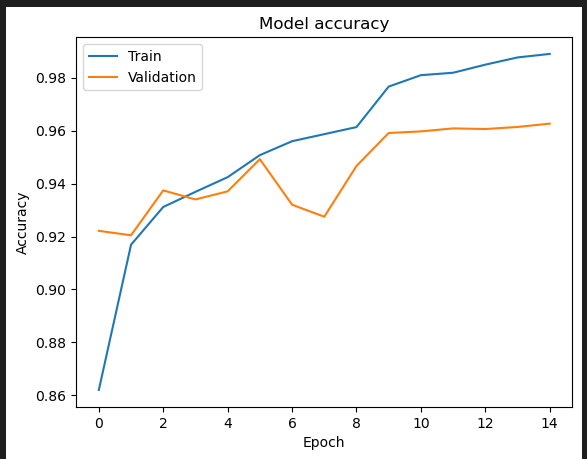 Model accuracy
Train
Validation
0.98
0.96
0.94
0.92
0.90
0.88
0.86
Accuracy
0 2 4 6 8 10 12 14
Epoch